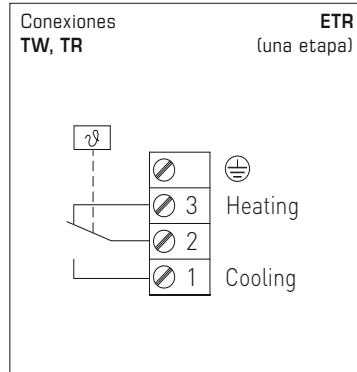 Conexiones ETR
TW, TR (una etapa)
ϑ
3 Heating
2
1 Cooling